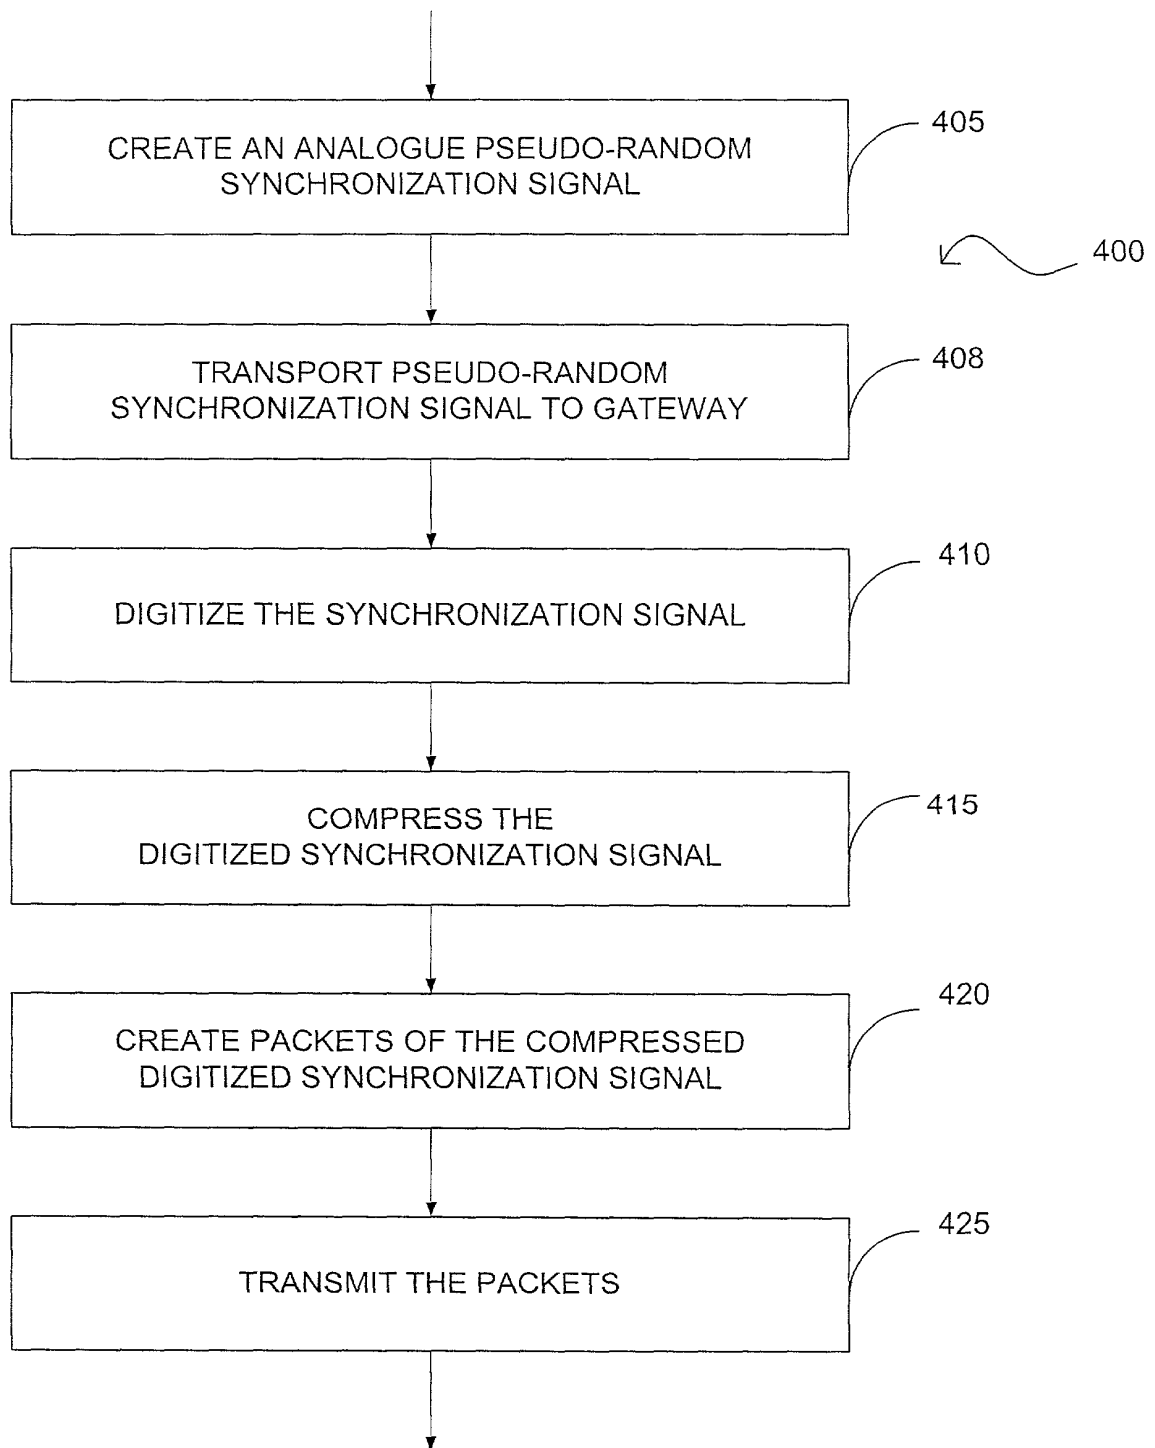 CREATE AN ANALOGUE PSEUDO-RANDOM
SYNCHRONIZATION SIGNAL
405
400
TRANSPORT PSEUDO-RANDOM
SYNCHRONIZATION SIGNAL TO GATEWAY
408
DIGITIZE THE SYNCHRONIZATION SIGNAL
410
COMPRESS THE
DIGITIZED SYNCHRONIZATION SIGNAL
415
CREATE PACKETS OF THE COMPRESSED
DIGITIZED SYNCHRONIZATION SIGNAL
420
TRANSMIT THE PACKETS
425